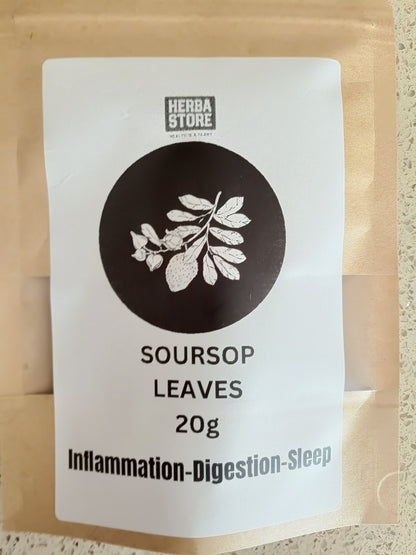 HERBA
STORE
SOURSOP
LEAVES
20g
Inflammation-Digestion-Sleep